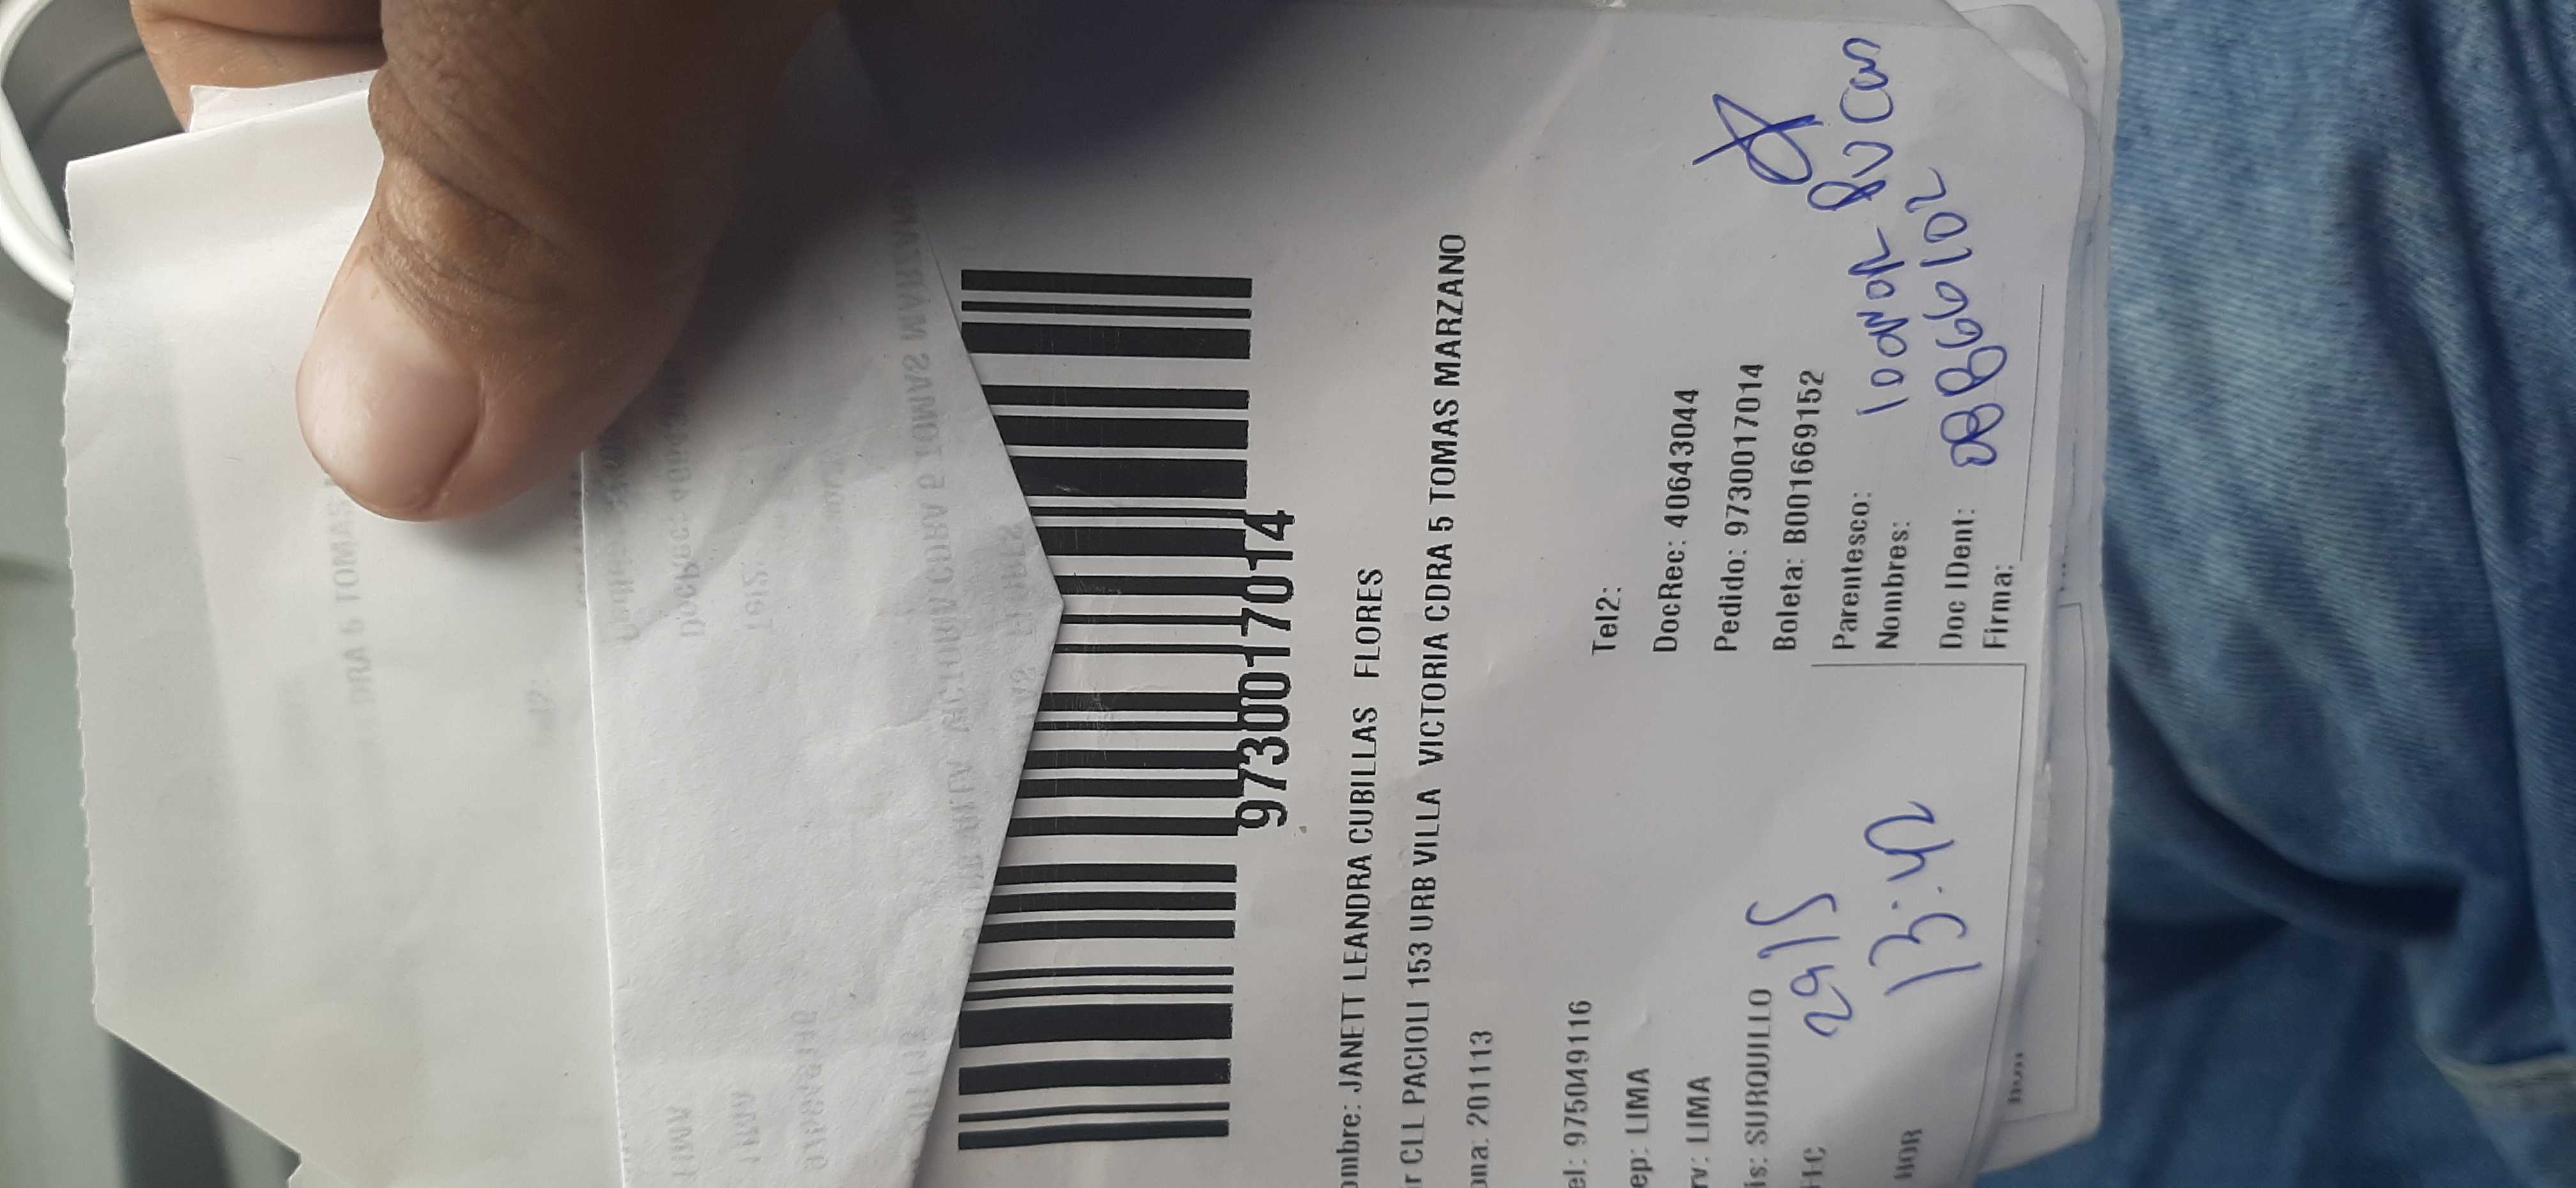 9730017014
ombre: JANETT LEANDRA CUBILLAS FLORES
r CLL PACIOLI 153 URB VILLA VICTORIA CDRA 5 TOMAS MARZANO
ona: 201113
el: 975049116 Tel2:
ep: LIMA DocRec: 40643044
rv: LIMA Pedido: 9730017014
is: SURQUILLO Boleta: B001669152
29/5
13:42
Parentesco:
Nombres:
Doc IDent: 08866102
Firma:
HOR